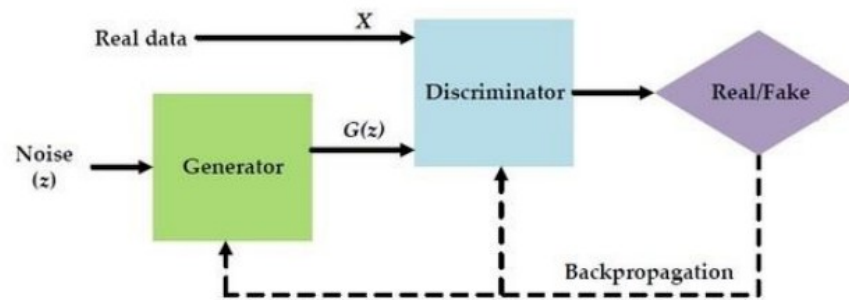 Real data
X
Discriminator
Real/Fake
Noise
(z)
Generator
G(z)
Backpropagation